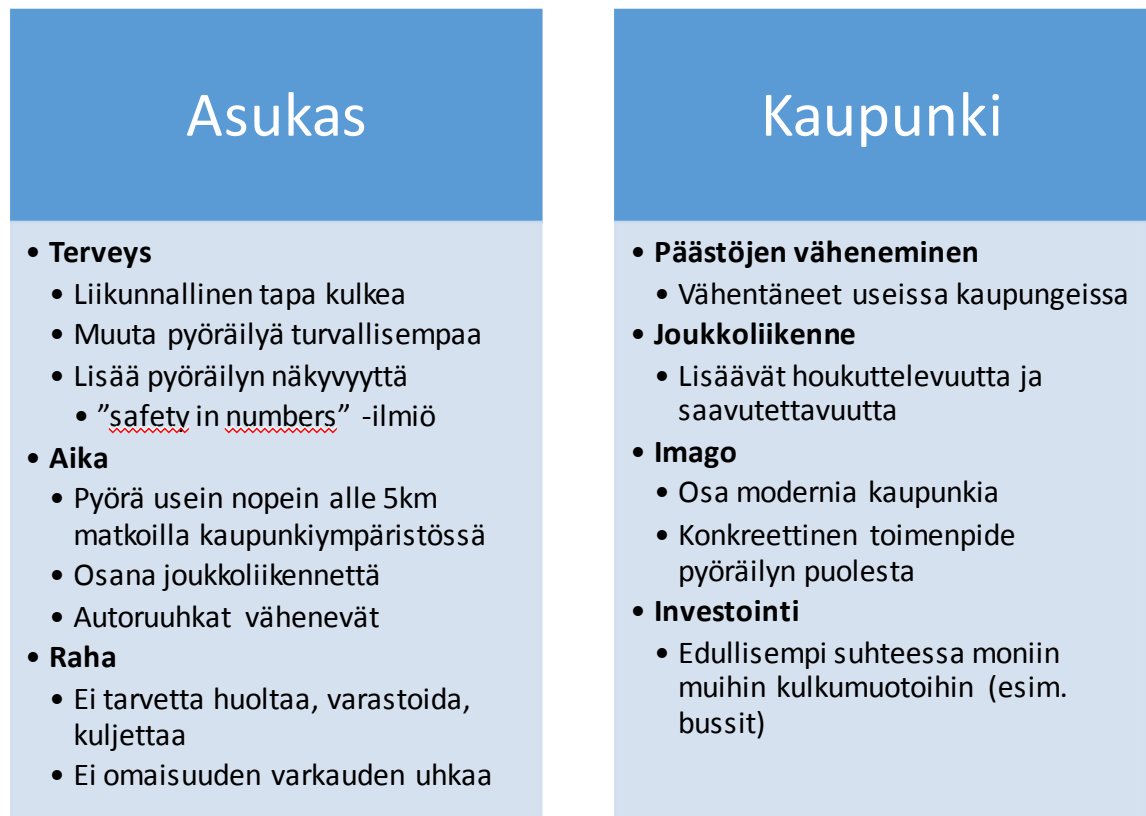 Asukas
• Terveys
• Liikunnallinen tapa kulkea
• Muuta pyöräilyä turvallisempaa
• Lisää pyöräilyn näkyvyyttä
• ”safety in numbers” -ilmiö
• Aika
• Pyörä usein nopein alle 5km
matkoilla kaupunkiympäristössä
• Osana joukkoliikennettä
• Autoruuhkat vähenevät
• Raha
• Ei tarvetta huoltaa, varastoida,
kuljettaa
• Ei omaisuuden varkauden uhkaa
Kaupunki
• Päästöjen väheneminen
• Vähentäneet useissa kaupungeissa
• Joukkoliikenne
• Lisäävät houkuttelevuutta ja
saavutettavuutta
• Imago
• Osa modernia kaupunkia
• Konkreettinen toimenpide
pyöräilyn puolesta
• Investointi
• Edullisempi suhteessa moniin
muihin kulkumuotoihin (esim.
bussit)